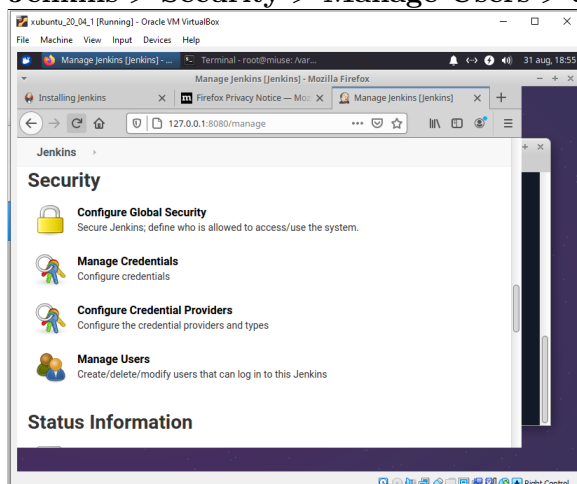 Jenkins > Security > Manage Users >
xubuntu_20_04_1 [Running] - Oracle VM VirtualBox
File Machine View Input Devices Help
Manage Jenkins [Jenkins] - ... Terminal - root@miuse: /var... 31 aug, 18:55
Manage Jenkins [Jenkins] - Mozilla Firefox
Installing Jenkins Firefox Privacy Notice — Moz Manage Jenkins [Jenkins]
127.0.0.1:8080/manage
Jenkins
Security
Configure Global Security
Secure Jenkins; define who is allowed to access/use the system.
Manage Credentials
Configure credentials
Configure Credential Providers
Configure the credential providers and types
Manage Users
Create/delete/modify users that can log in to this Jenkins
Status Information
Right Control